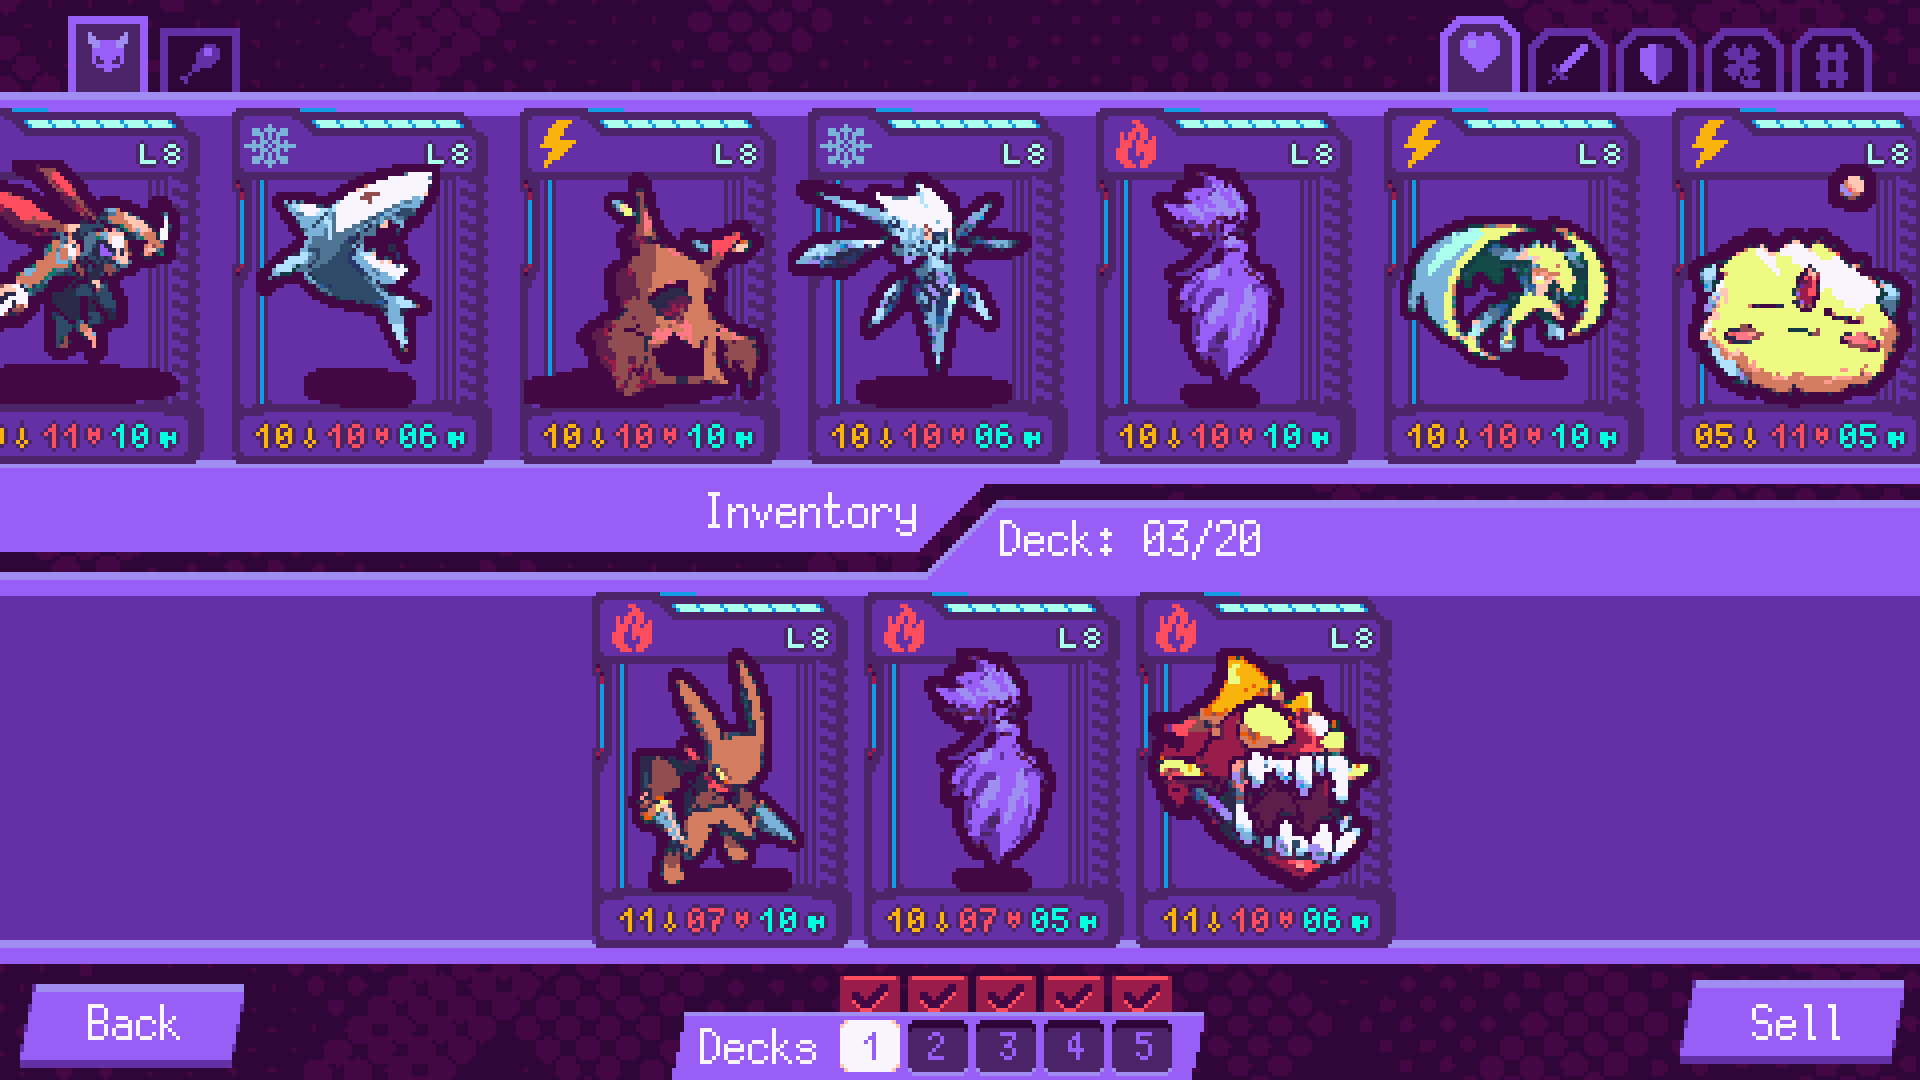 L8 L8 L8 L8 L8 L8 L8
11 10
10 10 06
10 10 10
10 10 06
10 10 10
10 10 10
05 11 05
Inventory
Deck: 03/20
L8 L8 L8
11 07 10
10 07 05
11 10 06
Back
Decks 1 2 3 4 5
Sell